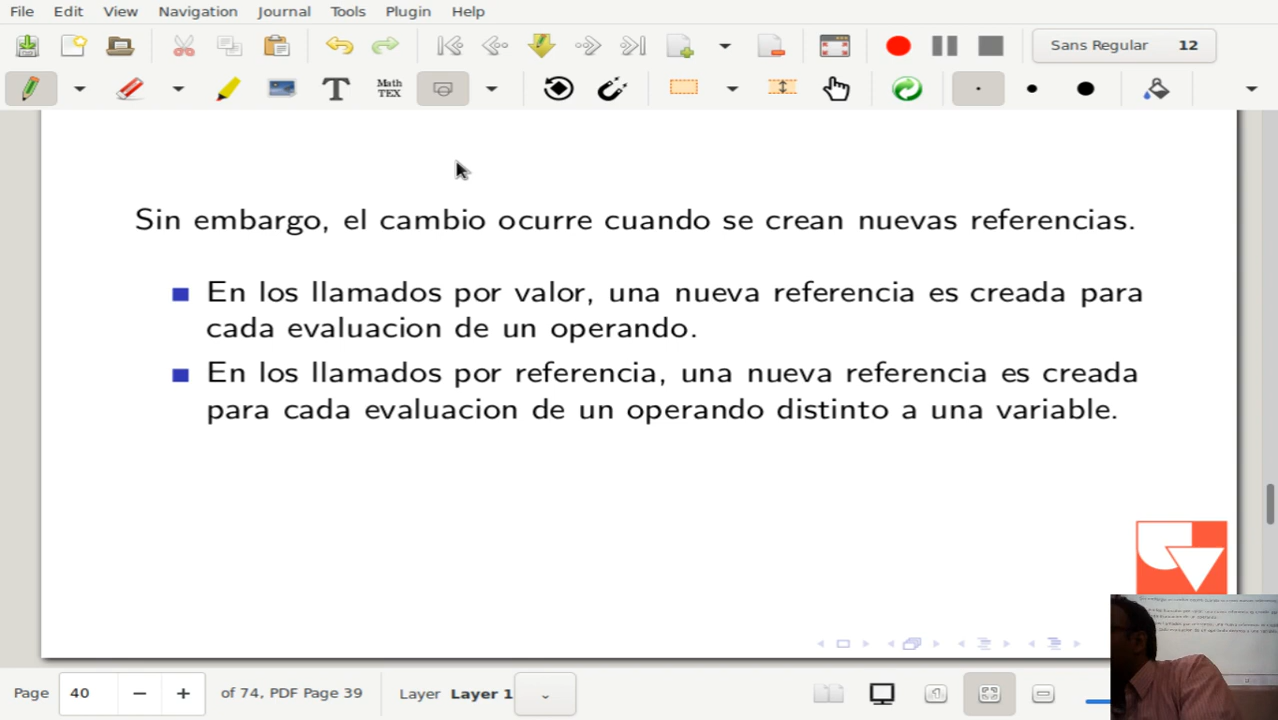 File Edit View Navigation Journal Tools Plugin Help
Sans Regular 12
T Math TEX
Sin embargo, el cambio ocurre cuando se crean nuevas referencias.
En los llamados por valor, una nueva referencia es creada para
cada evaluacion de un operando.
En los llamados por referencia, una nueva referencia es creada
para cada evaluacion de un operando distinto a una variable.
Page 40 of 74, PDF Page 39 Layer Layer 1